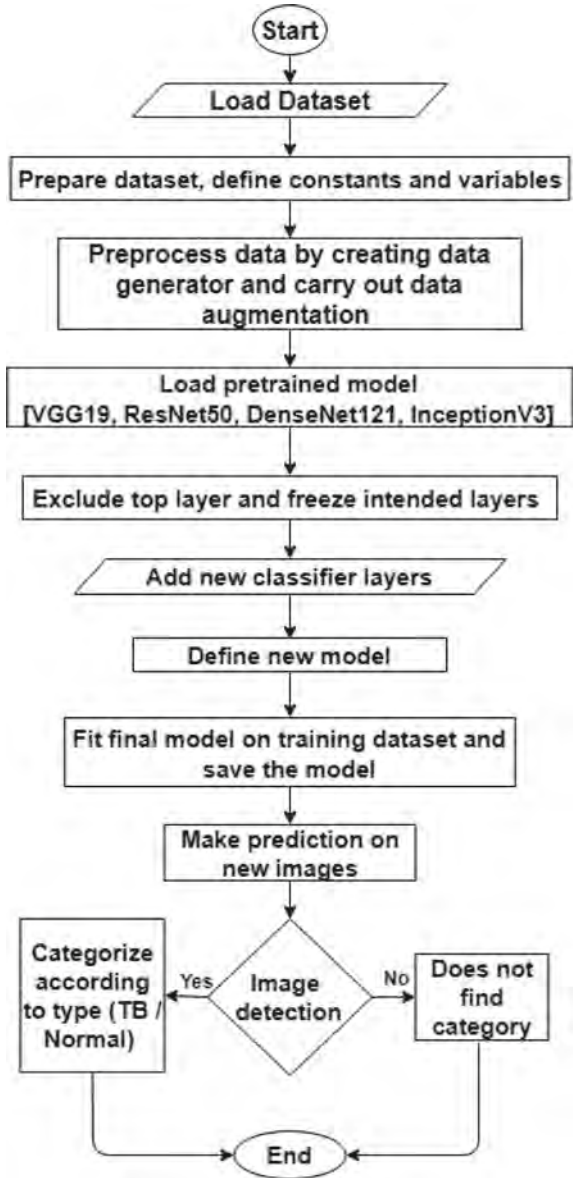 Start
Load Dataset
Prepare dataset, define constants and variables
Preprocess data by creating data
generator and carry out data
augmentation
Load pretrained model
[VGG19, ResNet50, DenseNet121, InceptionV3]
Exclude top layer and freeze intended layers
Add new classifier layers
Define new model
Fit final model on training dataset and
save the model
Make prediction on
new images
Categorize
according
to type (TB /
Normal)
Yes
Image
detection
No
Does not
find
category
End